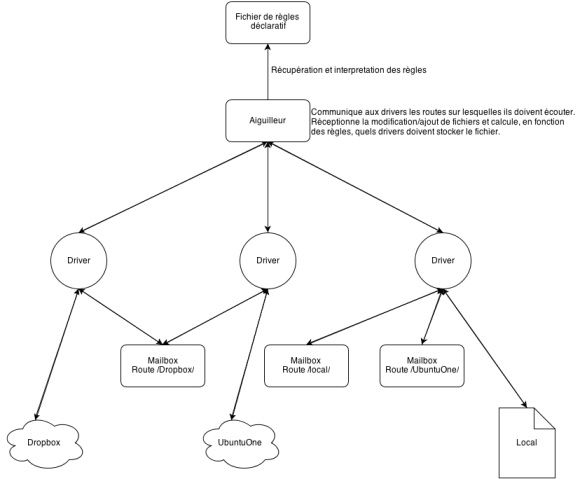 Fichier de règles
déclaratif
Récupération et interpretation des règles
Aiguilleur
Communique aux drivers les routes sur lesquelles ils doivent écouter.
Réceptionne la modification/ajout de fichiers et calcule, en fonction
des règles, quels drivers doivent stocker le fichier.
Driver
Driver
Driver
Mailbox
Route /Dropbox/
Mailbox
Route /local/
Mailbox
Route /UbuntuOne/
Dropbox
UbuntuOne
Local